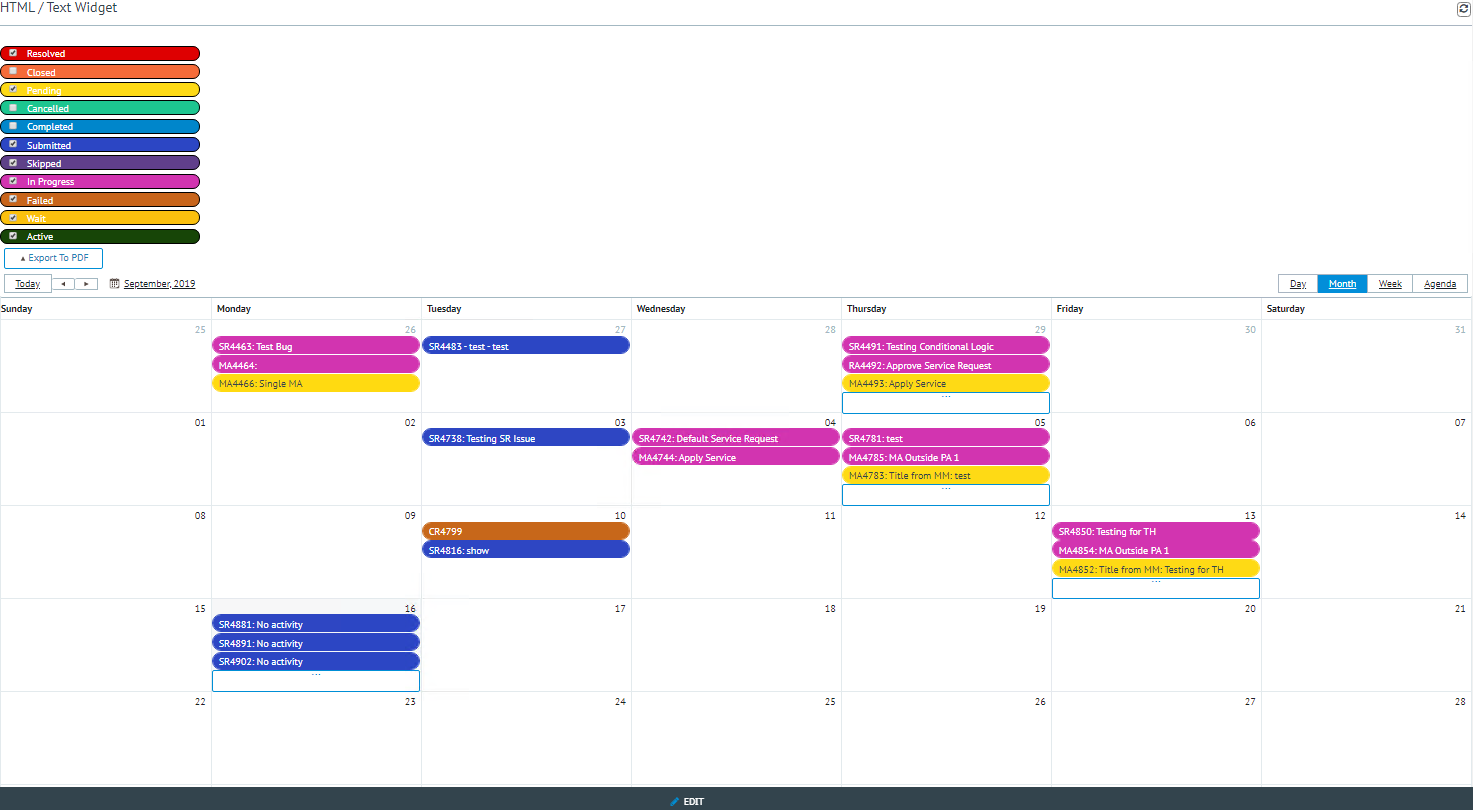 HTML / Text Widget
Resolved
Closed
Pending
Cancelled
Completed
Submitted
Skipped
In Progress
Failed
Wait
Active
Export To PDF
Today September, 2019 Day Month Week Agenda
Sunday Monday Tuesday Wednesday Thursday Friday Saturday
25 26 27 28 29 30 31
SR4463: Test Bug SR4483 - test - test SR4491: Testing Conditional Logic
MA4464: RA4492: Approve Service Request
MA4466: Single MA MA4493: Apply Service
...
01 02 03 04 05 06 07
SR4738: Testing SR Issue SR4742: Default Service Request SR4781: test
MA4744: Apply Service MA4785: MA Outside PA 1
MA4783: Title from MM: test
...
08 09 10 11 12 13 14
CR4799 SR4850: Testing for TH
SR4816: show MA4854: MA Outside PA 1
MA4852: Title from MM: Testing for TH
...
15 16 17 18 19 20 21
SR4881: No activity
SR4891: No activity
SR4902: No activity
...
22 23 24 25 26 27 28
EDIT